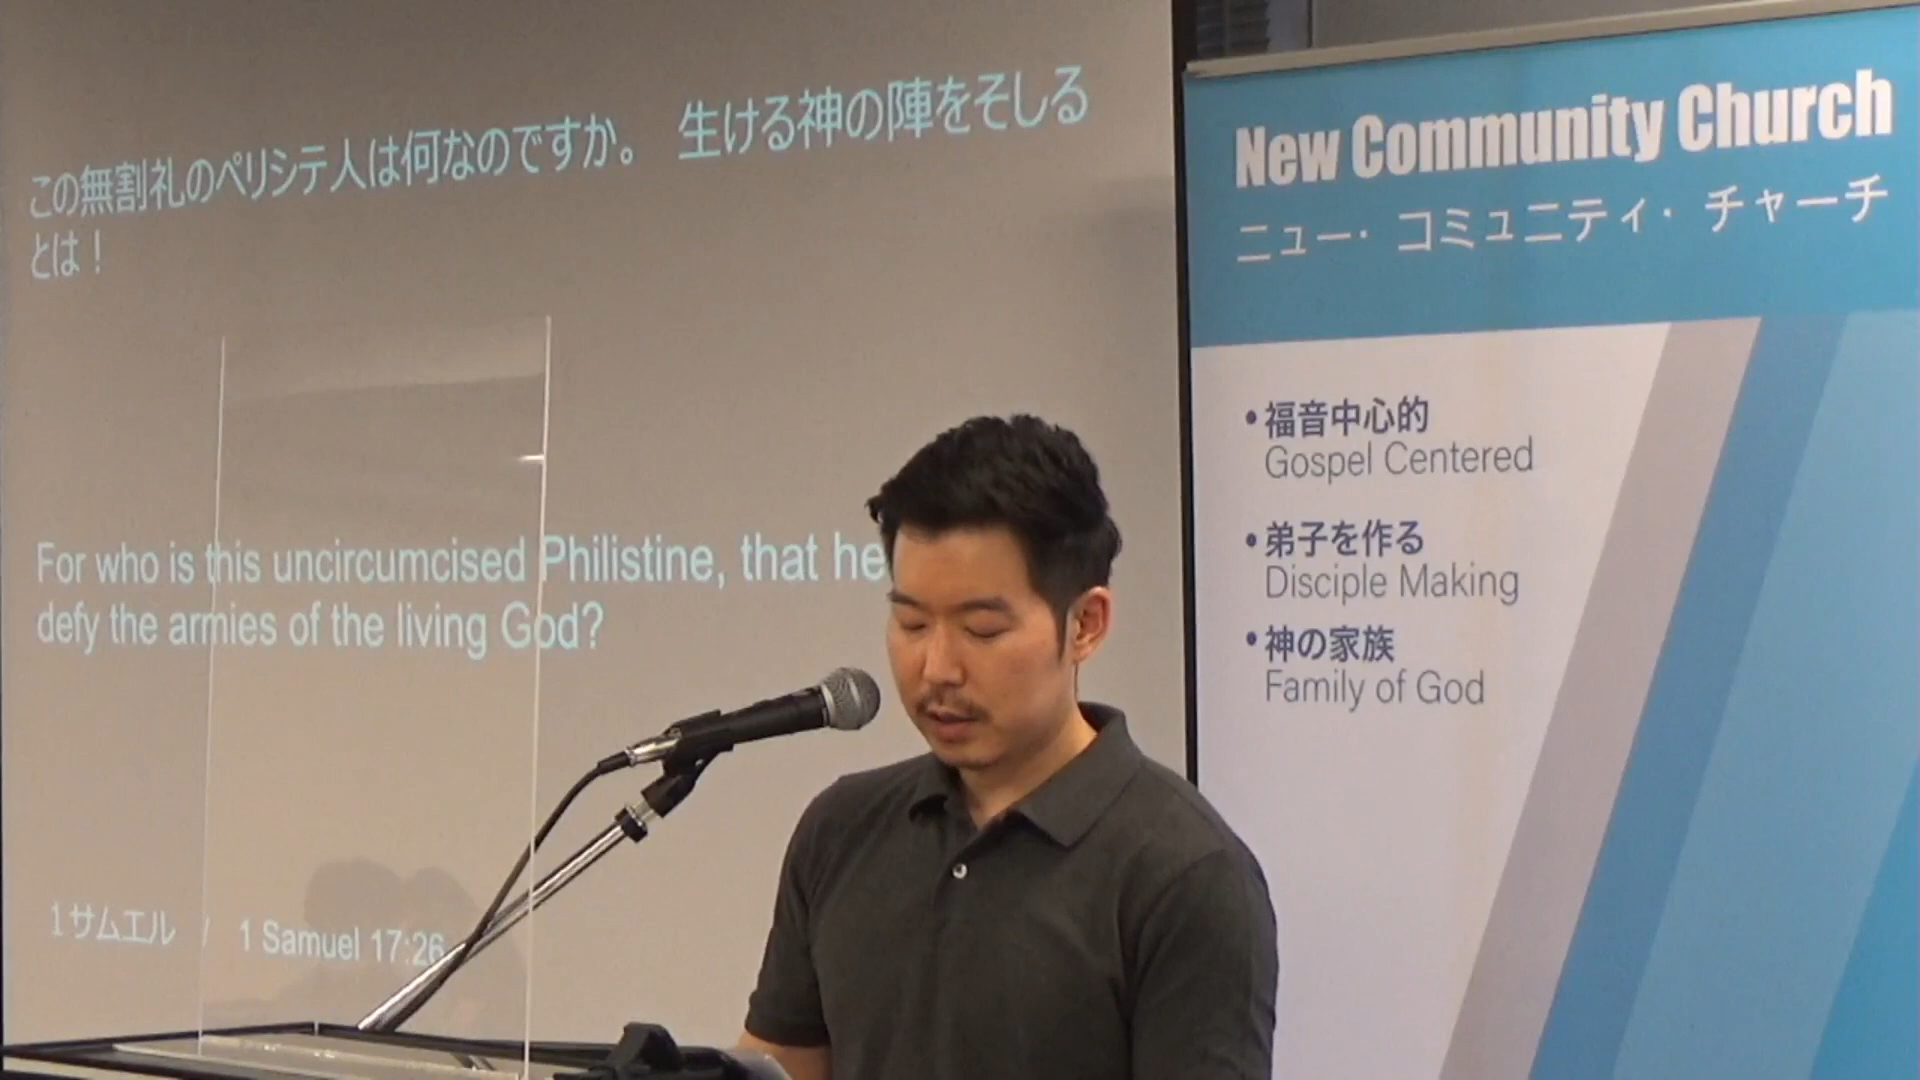 この無割礼のペリシテ人は何なのですか。 生ける神の陣をそしる
とは！
For who is this uncircumcised Philistine, that he
defy the armies of the living God?
1サムエル / 1 Samuel 17:26
New Community Church
ニュー・コミュニティ・チャーチ
•福音中心的
Gospel Centered
•弟子を作る
Disciple Making
•神の家族
Family of God